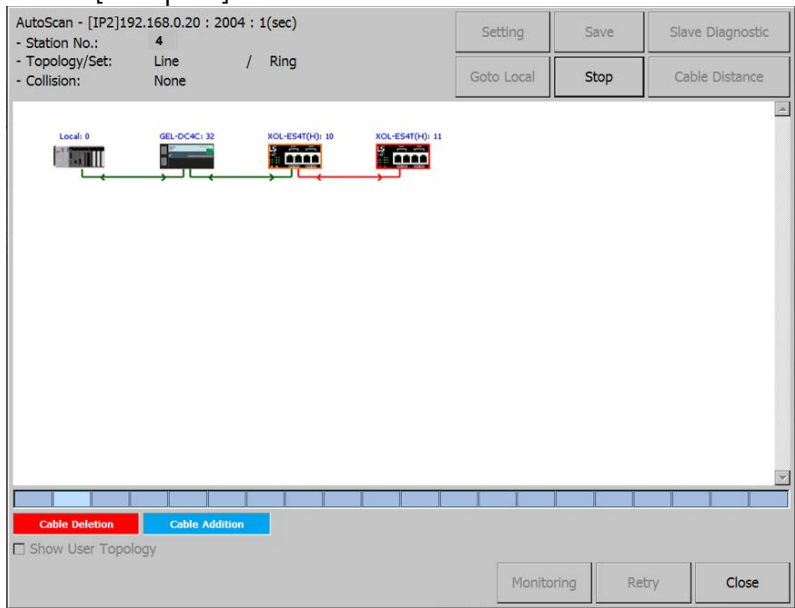 AutoScan - [IP2]192.168.0.20 : 2004 : 1(sec)
- Station No.: 4
- Topology/Set: Line / Ring
- Collision: None
Setting Save Slave Diagnostic
Goto Local Stop Cable Distance
Local: 0 GEL-DC4C: 32 XOL-ES4T(H): 10 XOL-ES4T(H): 11
Cable Deletion Cable Addition
Show User Topology
Monitoring Retry Close